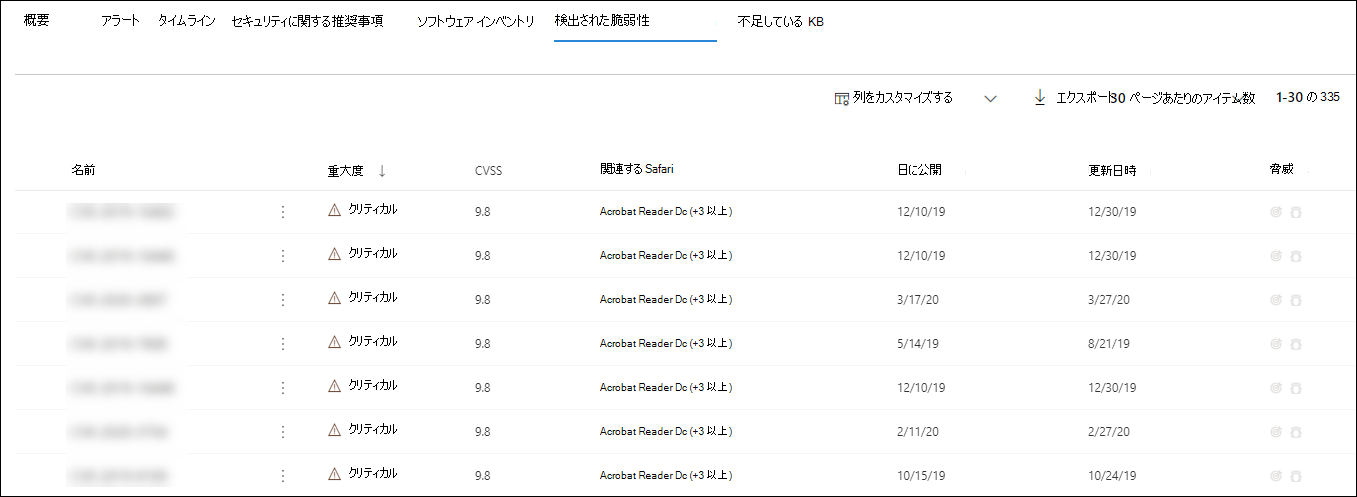 概要 アラート タイムライン セキュリティに関する推奨事項 ソフトウェア インベントリ 検出された脆弱性 不足している KB
列をカスタマイズする エクスポート30 ページあたりのアイテム数 1-30 の 335
名前 重大度 ↓ CVSS 関連する Safari 日に公開 更新日時 脅威
クリティカル 9.8 Acrobat Reader Dc (+3 以上) 12/10/19 12/30/19
クリティカル 9.8 Acrobat Reader Dc (+3 以上) 12/10/19 12/30/19
クリティカル 9.8 Acrobat Reader Dc (+3 以上) 3/17/20 3/27/20
クリティカル 9.8 Acrobat Reader Dc (+3 以上) 5/14/19 8/21/19
クリティカル 9.8 Acrobat Reader Dc (+3 以上) 12/10/19 12/30/19
クリティカル 9.8 Acrobat Reader Dc (+3 以上) 2/11/20 2/27/20
クリティカル 9.8 Acrobat Reader Dc (+3 以上) 10/15/19 10/24/19